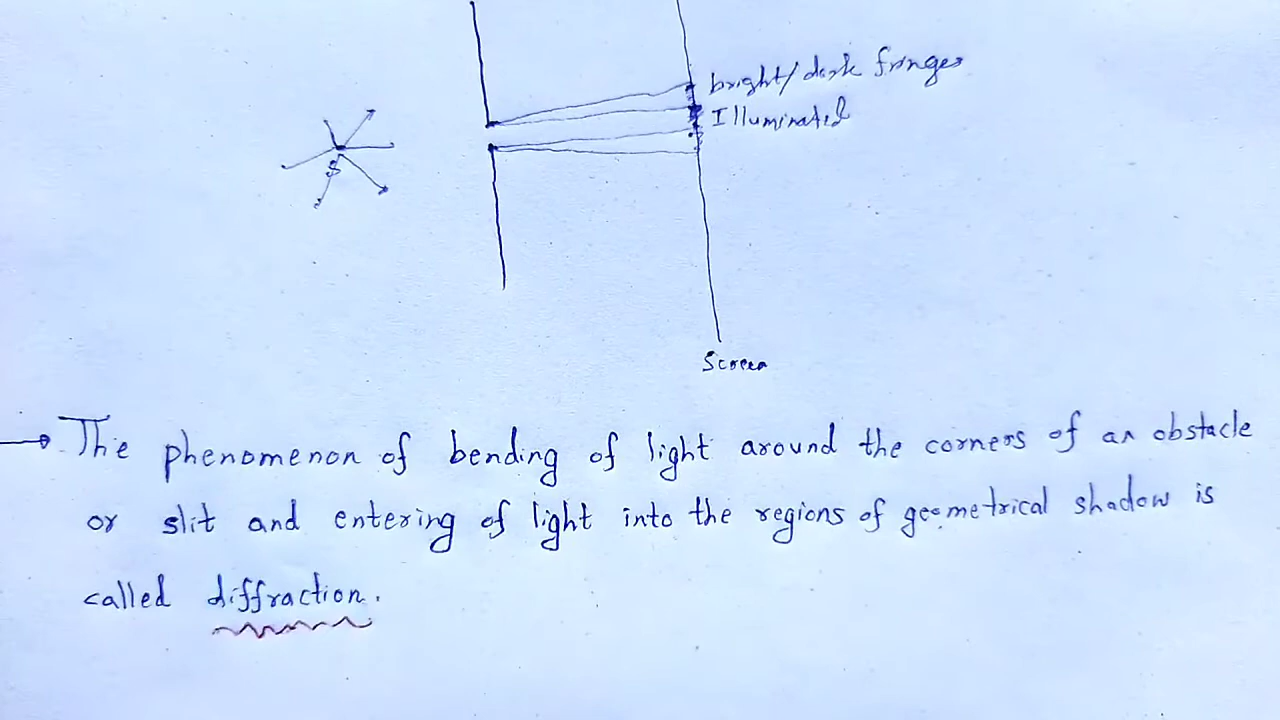 bright/dark fringes
Illuminated
S
Screen
The phenomenon of bending of light around the corners of an obstacle
or slit and entering of light into the regions of geometrical shadow is
called diffraction.